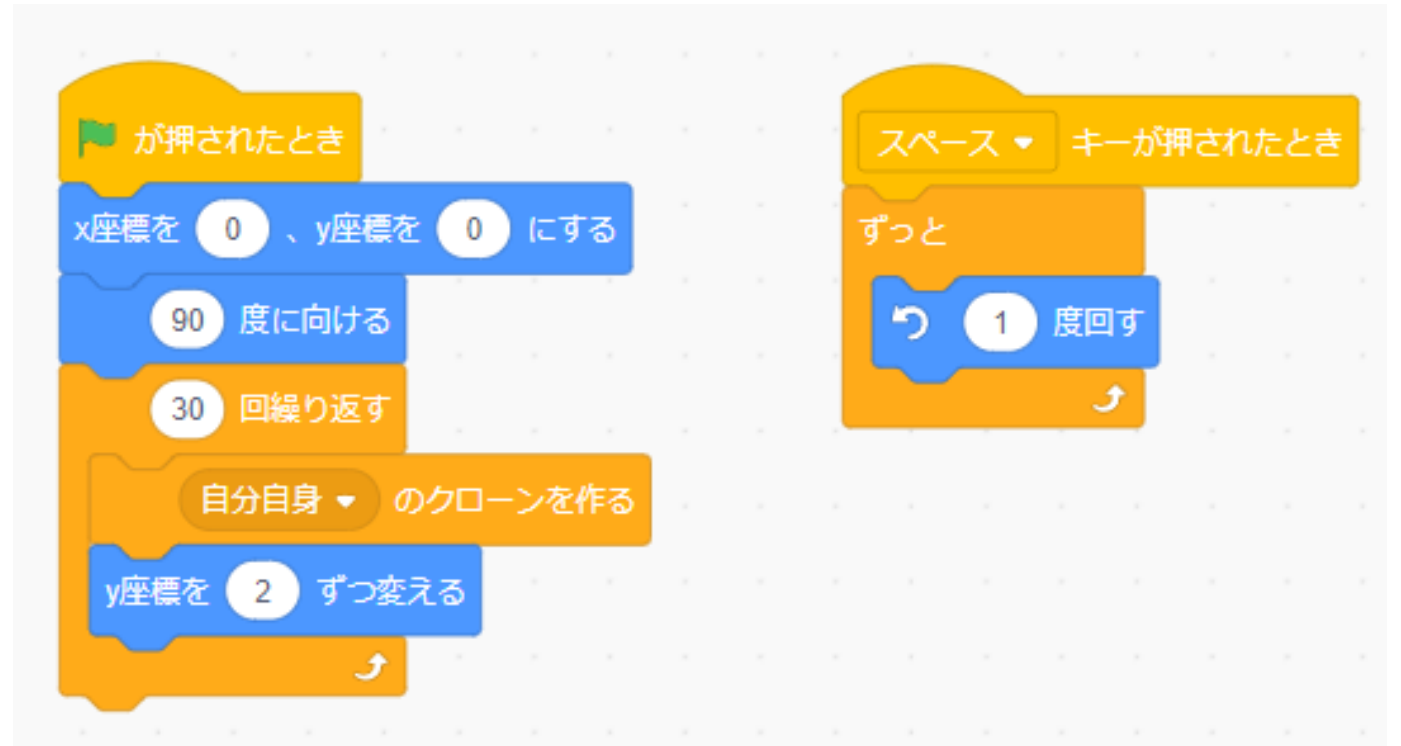 が押されたとき
x座標を 0 、y座標を 0 にする
90 度に向ける
30 回繰り返す
自分自身 のクローンを作る
y座標を 2 ずつ変える
スペース キーが押されたとき
ずっと
1 度回す